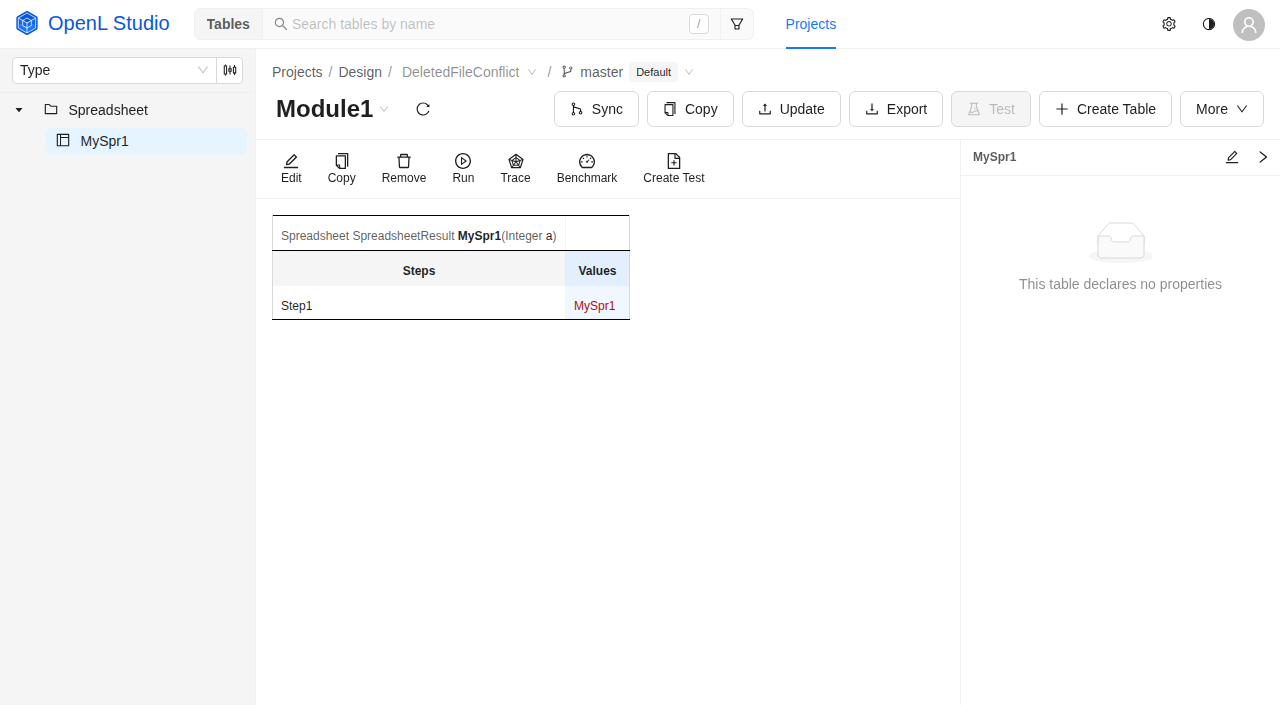 OpenL Studio
Tables
Search tables by name
/
Projects
Type
Spreadsheet
MySpr1
Projects / Design / DeletedFileConflict / master Default
Module1
Sync
Copy
Update
Export
Test
Create Table
More
Edit
Copy
Remove
Run
Trace
Benchmark
Create Test
Spreadsheet SpreadsheetResult MySpr1(Integer a)
Steps Values
Step1 MySpr1
MySpr1
This table declares no properties